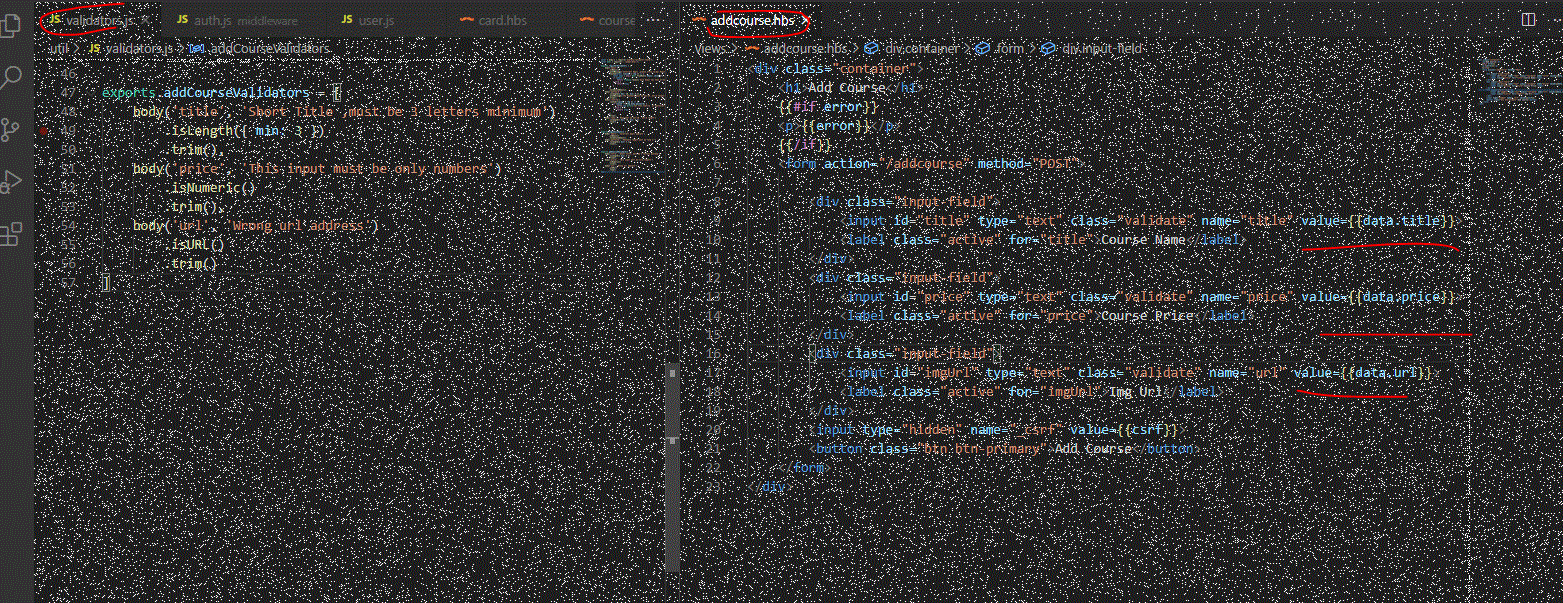 JS validators.js JS auth.js middleware JS user.js card.hbs course ...
util > JS validators.js > addCourseValidators
46
47 exports.addCourseValidators = [
48 body('title', 'Short Title, must be 3 letters minimum')
49 .isLength({ min: 3 })
50 .trim(),
51 body('price', 'This input must be only numbers')
52 .isNumeric()
53 .trim(),
54 body('url', 'Wrong url address')
55 .isURL()
56 .trim()
57 ]
addcourse.hbs
Views > addcourse.hbs > div.container > form > div.input-field
1 <div class="container">
2 <h1>Add Course</h1>
3 {{#if error}}
4 <p>{{error}}</p>
5 {{/if}}
6 <form action="/addcourse" method="POST">
7
8 <div class="input-field">
9 <input id="title" type="text" class="validate" name="title" value={{data.title}}>
10 <label class="active" for="title">Course Name</label>
11 </div>
12 <div class="input-field">
13 <input id="price" type="text" class="validate" name="price" value={{data.price}}>
14 <label class="active" for="price">Course Price</label>
15 </div>
16 <div class="input-field">
17 <input id="imgUrl" type="text" class="validate" name="url" value={{data.url}}>
18 <label class="active" for="imgUrl">Img Url</label>
19 </div>
20 <input type="hidden" name="_csrf" value={{csrf}}>
21 <button class="btn btn-primary">Add Course</button>
22 </form>
23 </div>